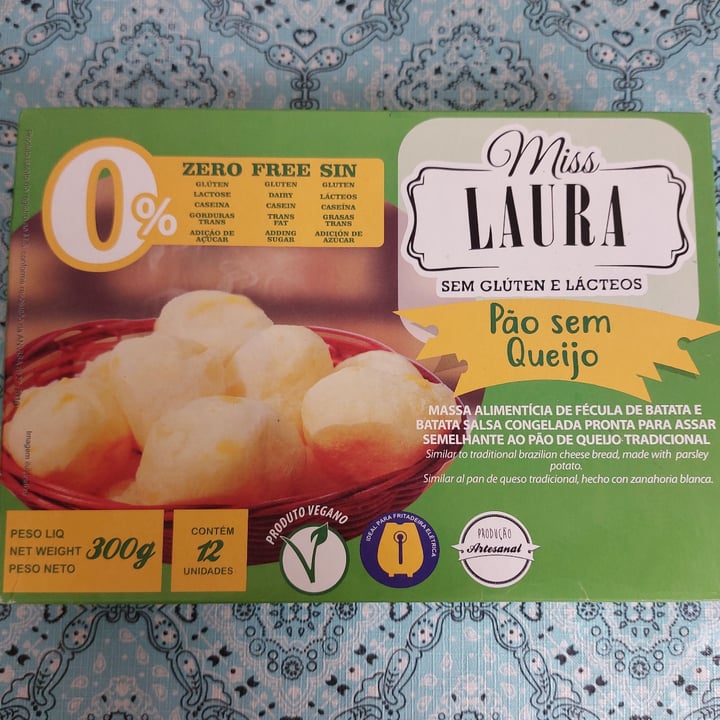 0%
ZERO FREE SIN
GLÚTEN
LACTOSE
CASEINA
GORDURAS
TRANS
ADIÇÃO DE
AÇUCAR
GLUTEN
DAIRY
CASEIN
TRANS
FAT
ADDING
SUGAR
GLUTEN
LÁCTEOS
CASEÍNA
GRASAS
TRANS
ADICIÓN DE
AZÚCAR
Miss
LAURA
SEM GLÚTEN E LÁCTEOS
Pão sem
Queijo
MASSA ALIMENTÍCIA DE FÉCULA DE BATATA E
BATATA SALSA CONGELADA PRONTA PARA ASSAR
SEMELHANTE AO PÃO DE QUEIJO TRADICIONAL
Similar to traditional brazilian cheese bread, made with parsley
potato.
Similar al pan de queso tradicional, hecho con zanahoria blanca.
PESO LIQ
NET WEIGHT 300g
PESO NETO
CONTÉM
12
UNIDADES
PRODUTO VEGANO
IDEAL PARA FRITADEIRA ELÉTRICA
PRODUÇÃO
Artesanal